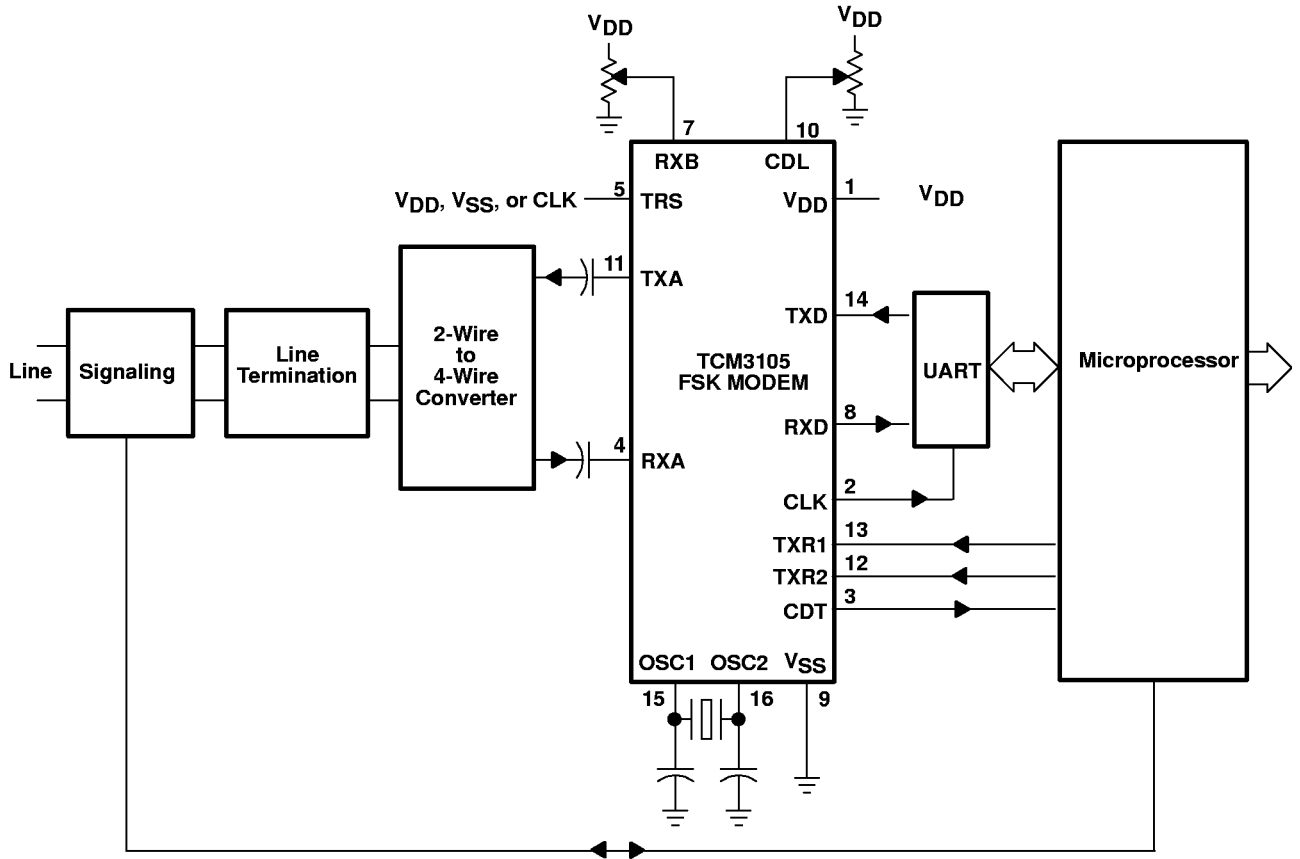 VDD
VDD
7
10
RXB
CDL
VDD, VSS, or CLK
5
TRS
VDD
1
VDD
11
TXA
14
TXD
2-Wire
to
4-Wire
Converter
Line
Signaling
Line
Termination
TCM3105
FSK MODEM
UART
Microprocessor
8
RXD
4
RXA
2
CLK
13
TXR1
12
TXR2
3
CDT
OSC1
OSC2
VSS
15
16
9